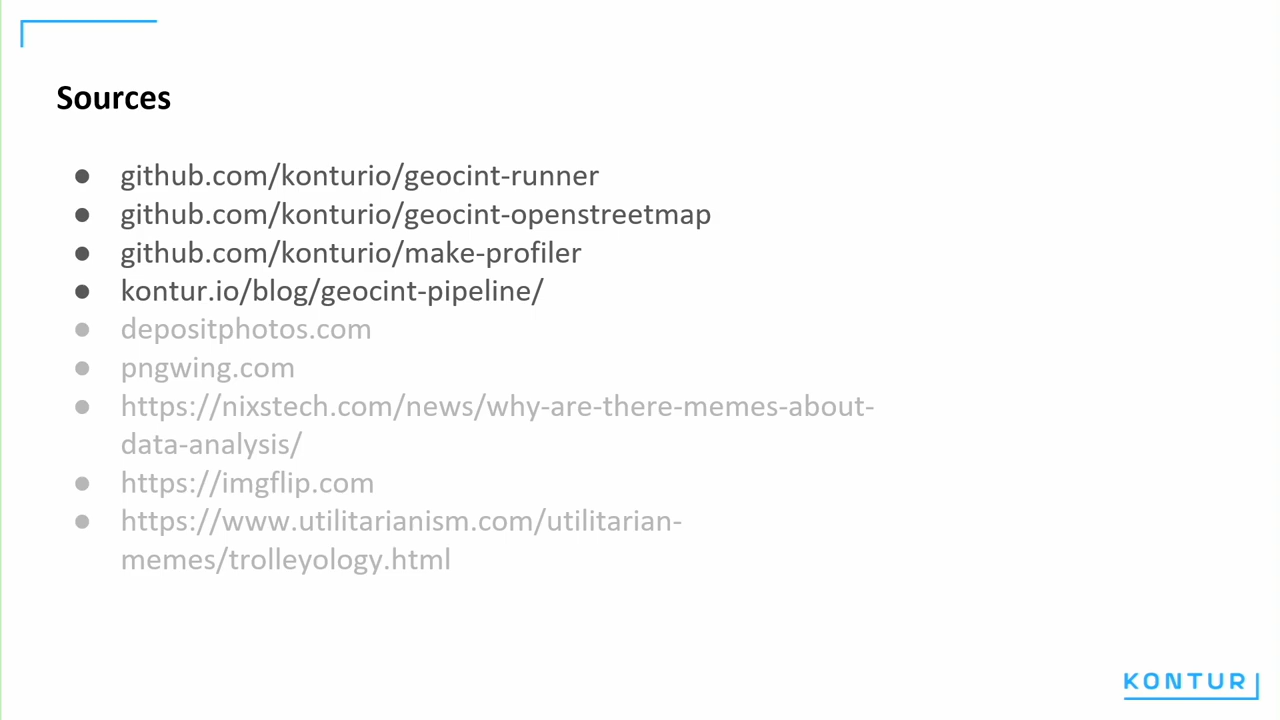 Sources
● github.com/konturio/geocint-runner
● github.com/konturio/geocint-openstreetmap
● github.com/konturio/make-profiler
● kontur.io/blog/geocint-pipeline/
● depositphotos.com
● pngwing.com
● https://nixstech.com/news/why-are-there-memes-about-
data-analysis/
● https://imgflip.com
● https://www.utilitarianism.com/utilitarian-
memes/trolleyology.html
KONTUR